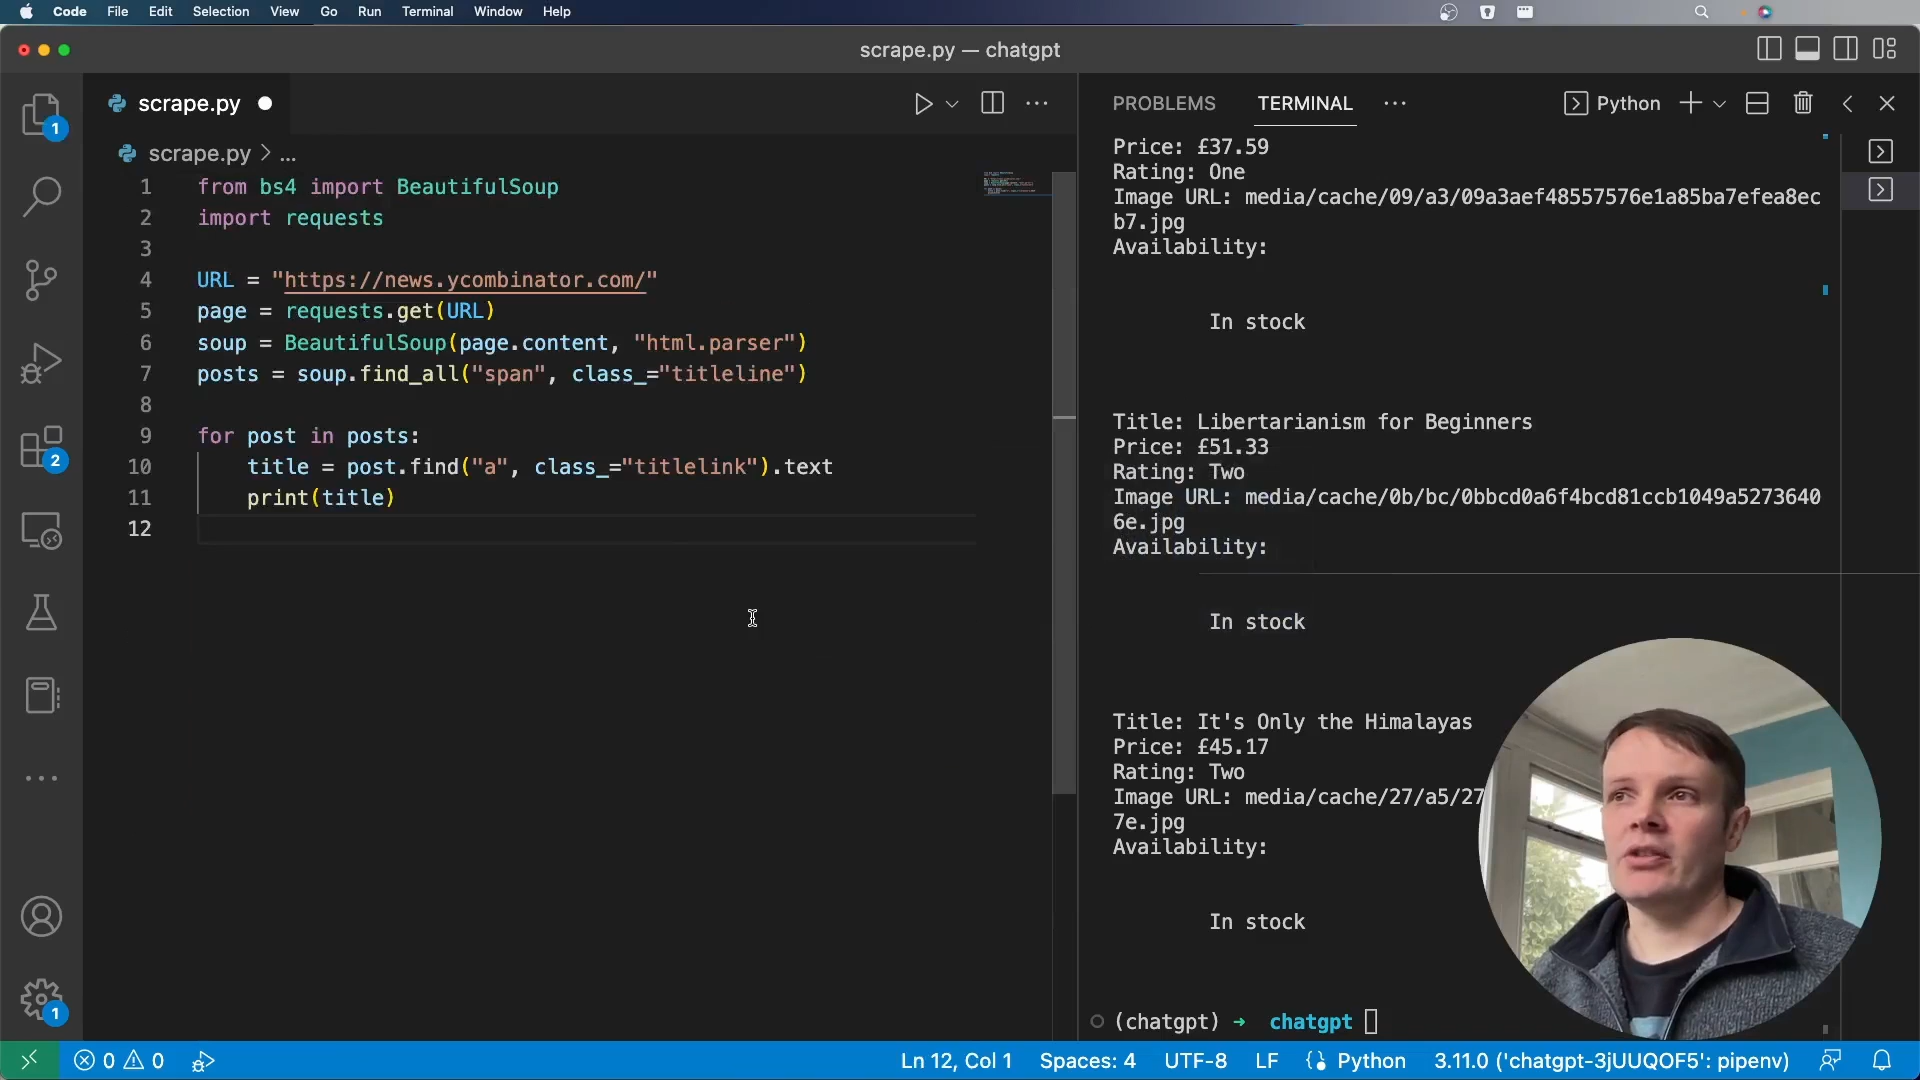 Code File Edit Selection View Go Run Terminal Window Help
scrape.py — chatgpt
1
2
1
scrape.py
scrape.py > ...
1 from bs4 import BeautifulSoup
2 import requests
3
4 URL = "https://news.ycombinator.com/"
5 page = requests.get(URL)
6 soup = BeautifulSoup(page.content, "html.parser")
7 posts = soup.find_all("span", class_="titleline")
8
9 for post in posts:
10 title = post.find("a", class_="titlelink").text
11 print(title)
12
PROBLEMS TERMINAL ... Python
Price: £37.59
Rating: One
Image URL: media/cache/09/a3/09a3aef48557576e1a85ba7efea8ec
b7.jpg
Availability:
In stock
Title: Libertarianism for Beginners
Price: £51.33
Rating: Two
Image URL: media/cache/0b/bc/0bbcd0a6f4bcd81ccb1049a5273640
6e.jpg
Availability:
In stock
Title: It's Only the Himalayas
Price: £45.17
Rating: Two
Image URL: media/cache/27/a5/27
7e.jpg
Availability:
In stock
(chatgpt) ➜ chatgpt
0 0 Ln 12, Col 1 Spaces: 4 UTF-8 LF Python 3.11.0 ('chatgpt-3jUUQOF5': pipenv)